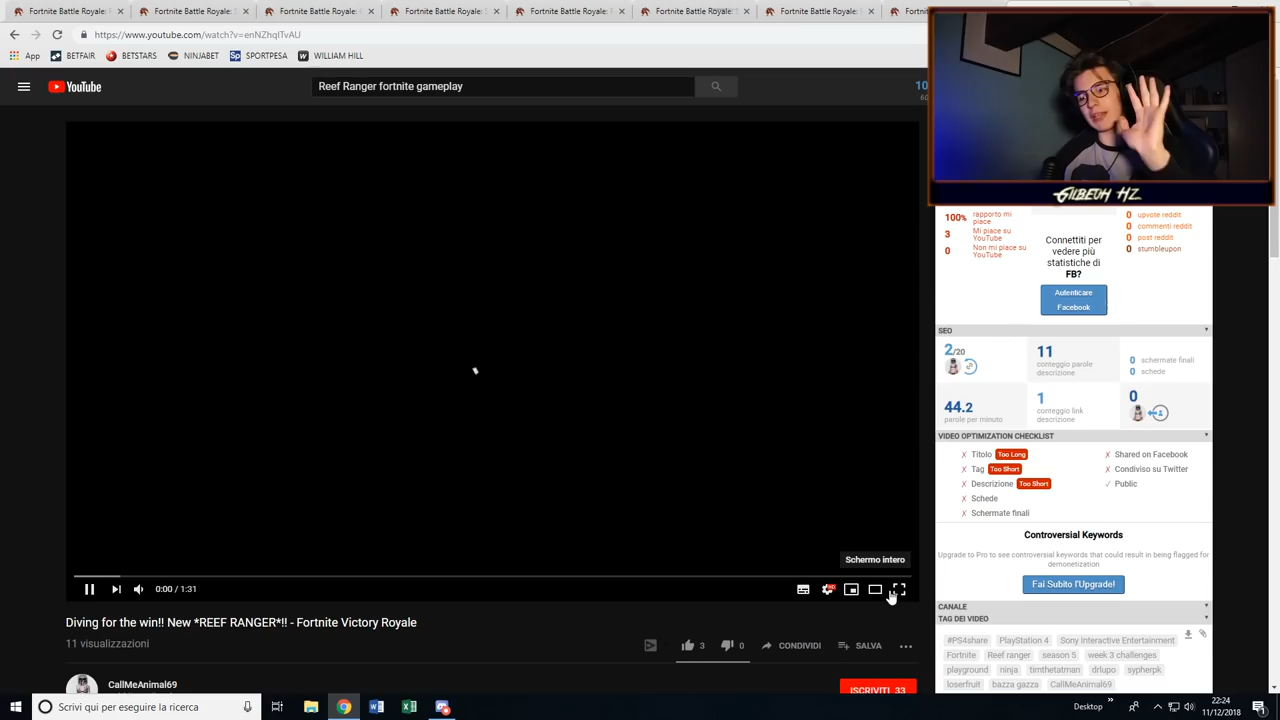 Fortnite Battle Royale: *R
Fortnite Battle Royale: *R
Fortnite Battle Royale: *R
Fortnite Battle Royale: *R
Fortnite Battle Royale: *R
https://www.youtube.com/watch?v=enNZhqlTvAU
App BETFAIR BETSTARS NINJABET SPORTPESA WILLIAM HILL
YouTube
Reef Ranger fortnite gameplay
10
GILBEOH HZ
100% rapporto mi piace
3 Mi piace su YouTube
0 Non mi piace su YouTube
Connettiti per
vedere più
statistiche di
FB?
Autenticare
Facebook
0 upvote reddit
0 commenti reddit
0 post reddit
0 stumbleupon
SEO
2/20
11
conteggio parole
descrizione
0 schermate finali
0 schede
44.2
parole per minuto
1
conteggio link
descrizione
0
VIDEO OPTIMIZATION CHECKLIST
✗ Titolo Too Long
✗ Tag Too Short
✗ Descrizione Too Short
✗ Schede
✗ Schermate finali
✗ Shared on Facebook
✗ Condiviso su Twitter
✓ Public
Controversial Keywords
Upgrade to Pro to see controversial keywords that could result in being flagged for
demonetization
Fai Subito l'Upgrade!
CANALE
TAG DEI VIDEO
#PS4share PlayStation 4 Sony Interactive Entertainment
Fortnite Reef ranger season 5 week 3 challenges
playground ninja timthetatman drlupo sypherpk
loserfruit bazza gazza CallMeAnimal69
Schermo intero
0:00 / 1:31
HD
Diving for the win!! New *REEF RANGER*!! - Fortnite Victory Royale
11 visualizzazioni
3 0 CONDIVIDI SALVA
CallMeAnimal69
ISCRIVITI 33
Scrivi qui per eseguire la ricerca
Desktop
22:24
11/12/2018
1